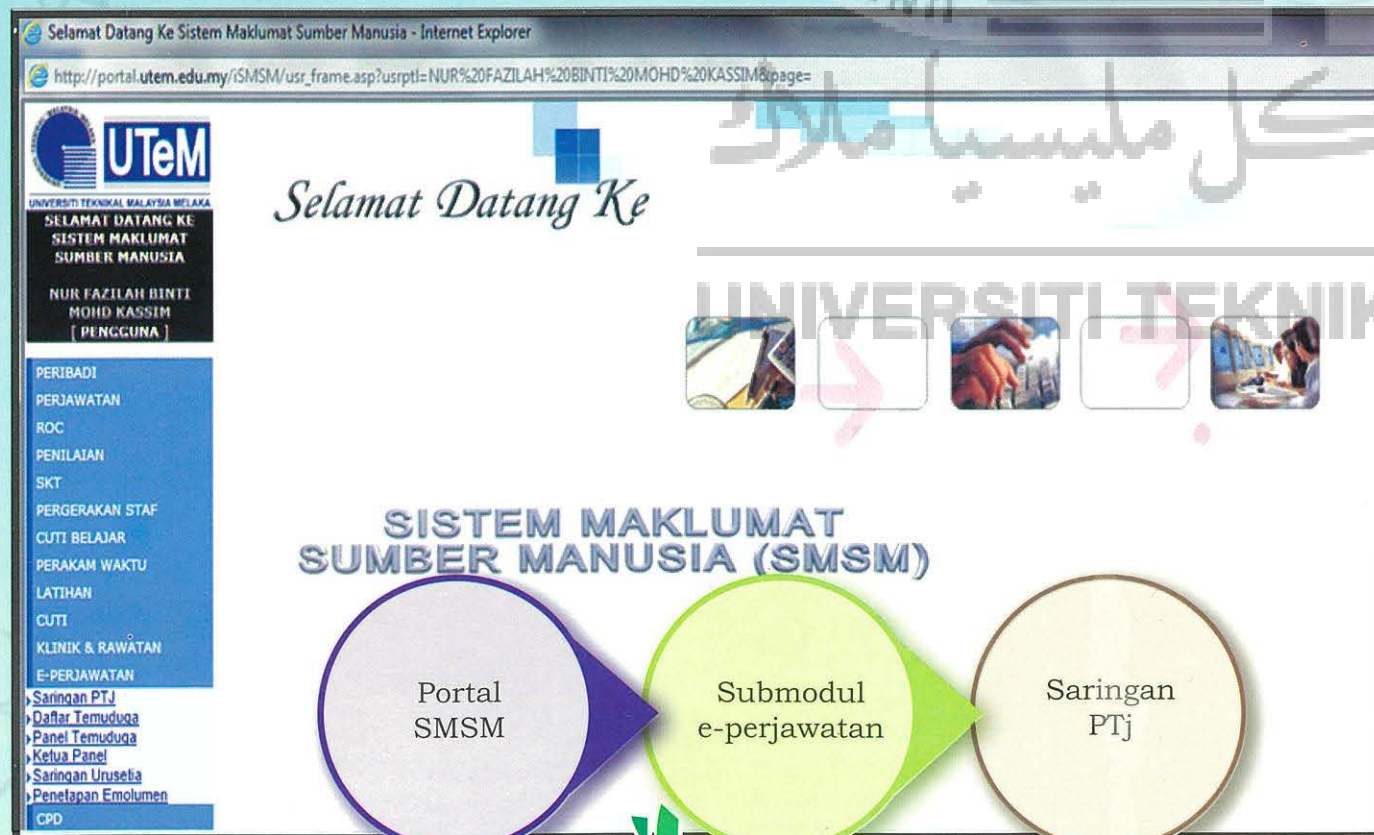 Selamat Datang Ke Sistem Maklumat Sumber Manusia - Internet Explorer
http://portal.utem.edu.my/iSMSM/usr_frame.asp?usrptl=NUR%20FAZILAH%20BINTI%20MOHD%20KASSIM&page=
UTeM
UNIVERSITI TEKNIKAL MALAYSIA MELAKA
SELAMAT DATANG KE
SISTEM MAKLUMAT
SUMBER MANUSIA
NUR FAZILAH BINTI
MOHD KASSIM
[ PENGGUNA ]
PERIBADI
PERJAWATAN
ROC
PENILAIAN
SKT
PERGERAKAN STAF
CUTI BELAJAR
PERAKAM WAKTU
LATIHAN
CUTI
KLINIK & RAWATAN
E-PERJAWATAN
Saringan PTJ
Daftar Temuduga
Panel Temuduga
Ketua Panel
Saringan Urusetia
Penetapan Emolumen
CPD
Selamat Datang Ke
كل مليسيا ملاك
UNIVERSITI TEKNIK
SISTEM MAKLUMAT
SUMBER MANUSIA (SMSM)
Portal
SMSM
Submodul
e-perjawatan
Saringan
PTj